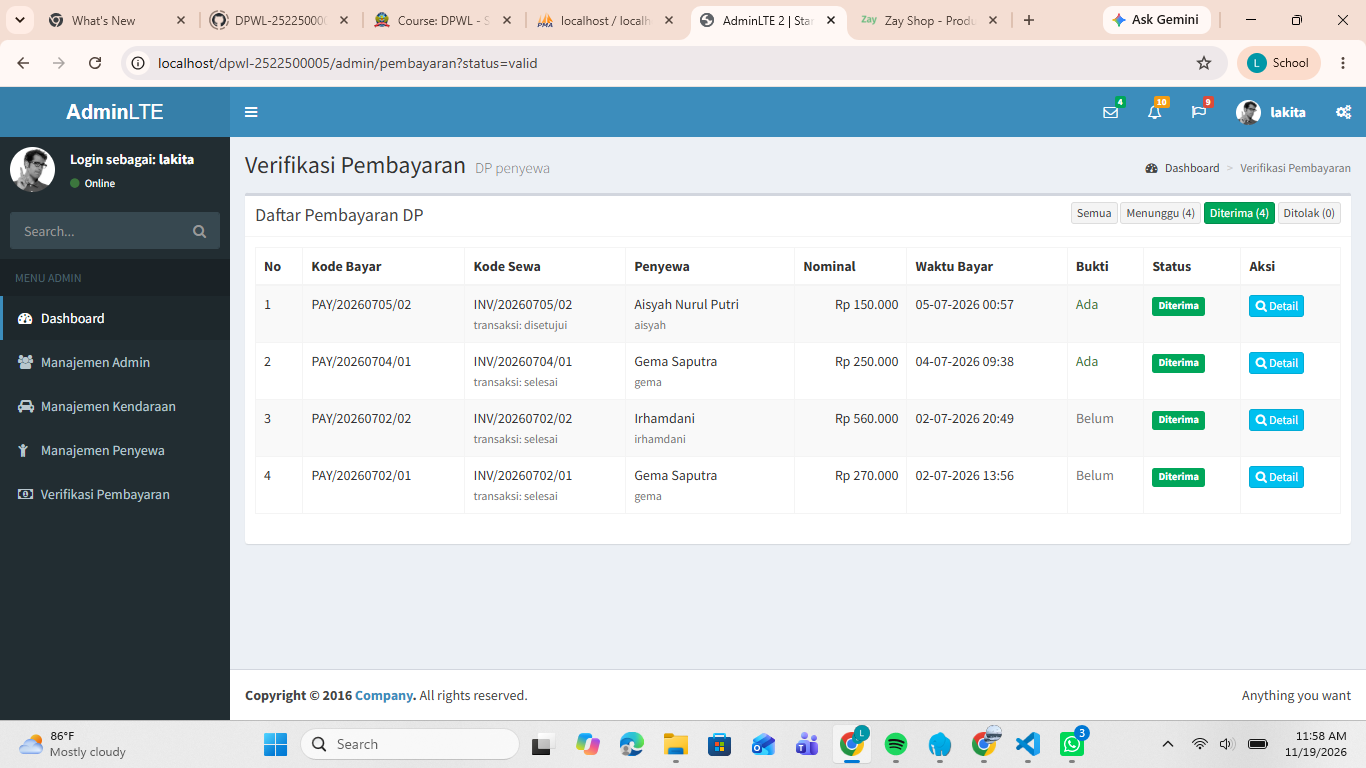 What's New
DPWL-252250000
Course: DPWL - S
localhost / localh
AdminLTE 2 | Sta
Zay Shop - Produ
Ask Gemini
localhost/dpwl-2522500005/admin/pembayaran?status=valid
L School
AdminLTE
4 10 9 lakita
Login sebagai: lakita
Online
Search...
MENU ADMIN
Dashboard
Manajemen Admin
Manajemen Kendaraan
Manajemen Penyewa
Verifikasi Pembayaran
Verifikasi Pembayaran DP penyewa
Dashboard > Verifikasi Pembayaran
Daftar Pembayaran DP
Semua Menunggu (4) Diterima (4) Ditolak (0)
No Kode Bayar Kode Sewa Penyewa Nominal Waktu Bayar Bukti Status Aksi
1 PAY/20260705/02 INV/20260705/02 Aisyah Nurul Putri Rp 150.000 05-07-2026 00:57 Ada Diterima Detail
transaksi: disetujui aisyah
2 PAY/20260704/01 INV/20260704/01 Gema Saputra Rp 250.000 04-07-2026 09:38 Ada Diterima Detail
transaksi: selesai gema
3 PAY/20260702/02 INV/20260702/02 Irhamdani Rp 560.000 02-07-2026 20:49 Belum Diterima Detail
transaksi: selesai irhamdani
4 PAY/20260702/01 INV/20260702/01 Gema Saputra Rp 270.000 02-07-2026 13:56 Belum Diterima Detail
transaksi: selesai gema
Copyright © 2016 Company. All rights reserved.
Anything you want
86°F
Mostly cloudy
Search
L
3
11:58 AM
11/19/2026